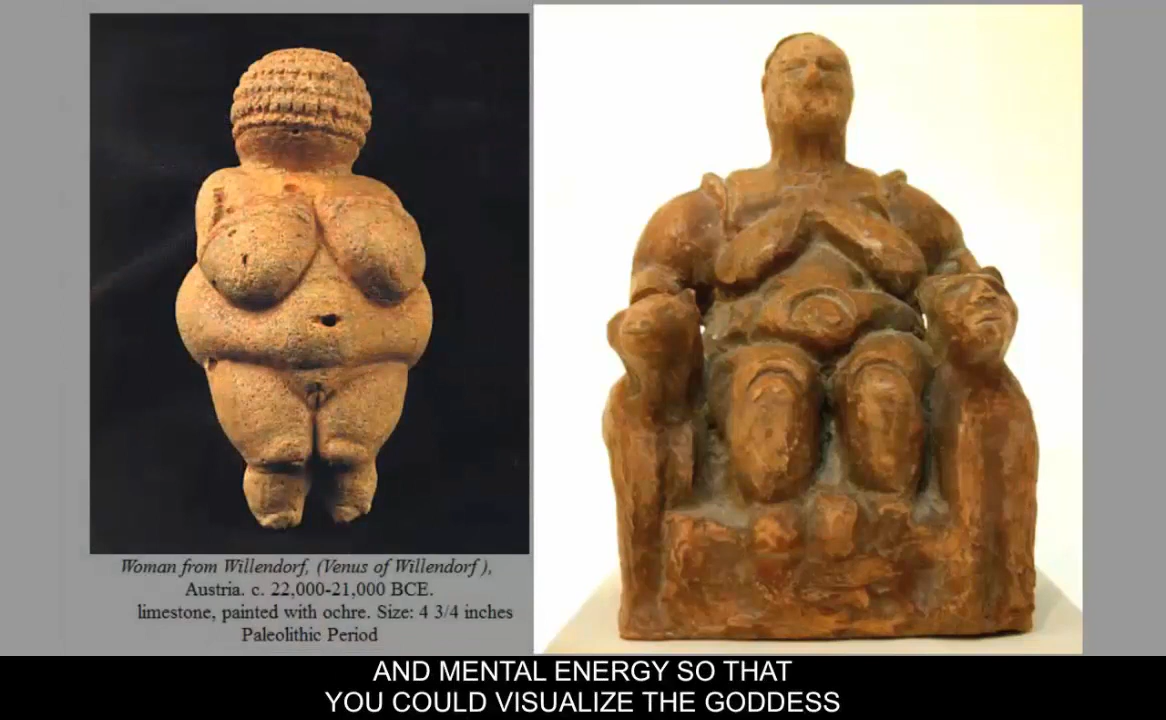 Woman from Willendorf, (Venus of Willendorf ),
Austria. c. 22,000-21,000 BCE.
limestone, painted with ochre. Size: 4 3/4 inches
Paleolithic Period
AND MENTAL ENERGY SO THAT
YOU COULD VISUALIZE THE GODDESS